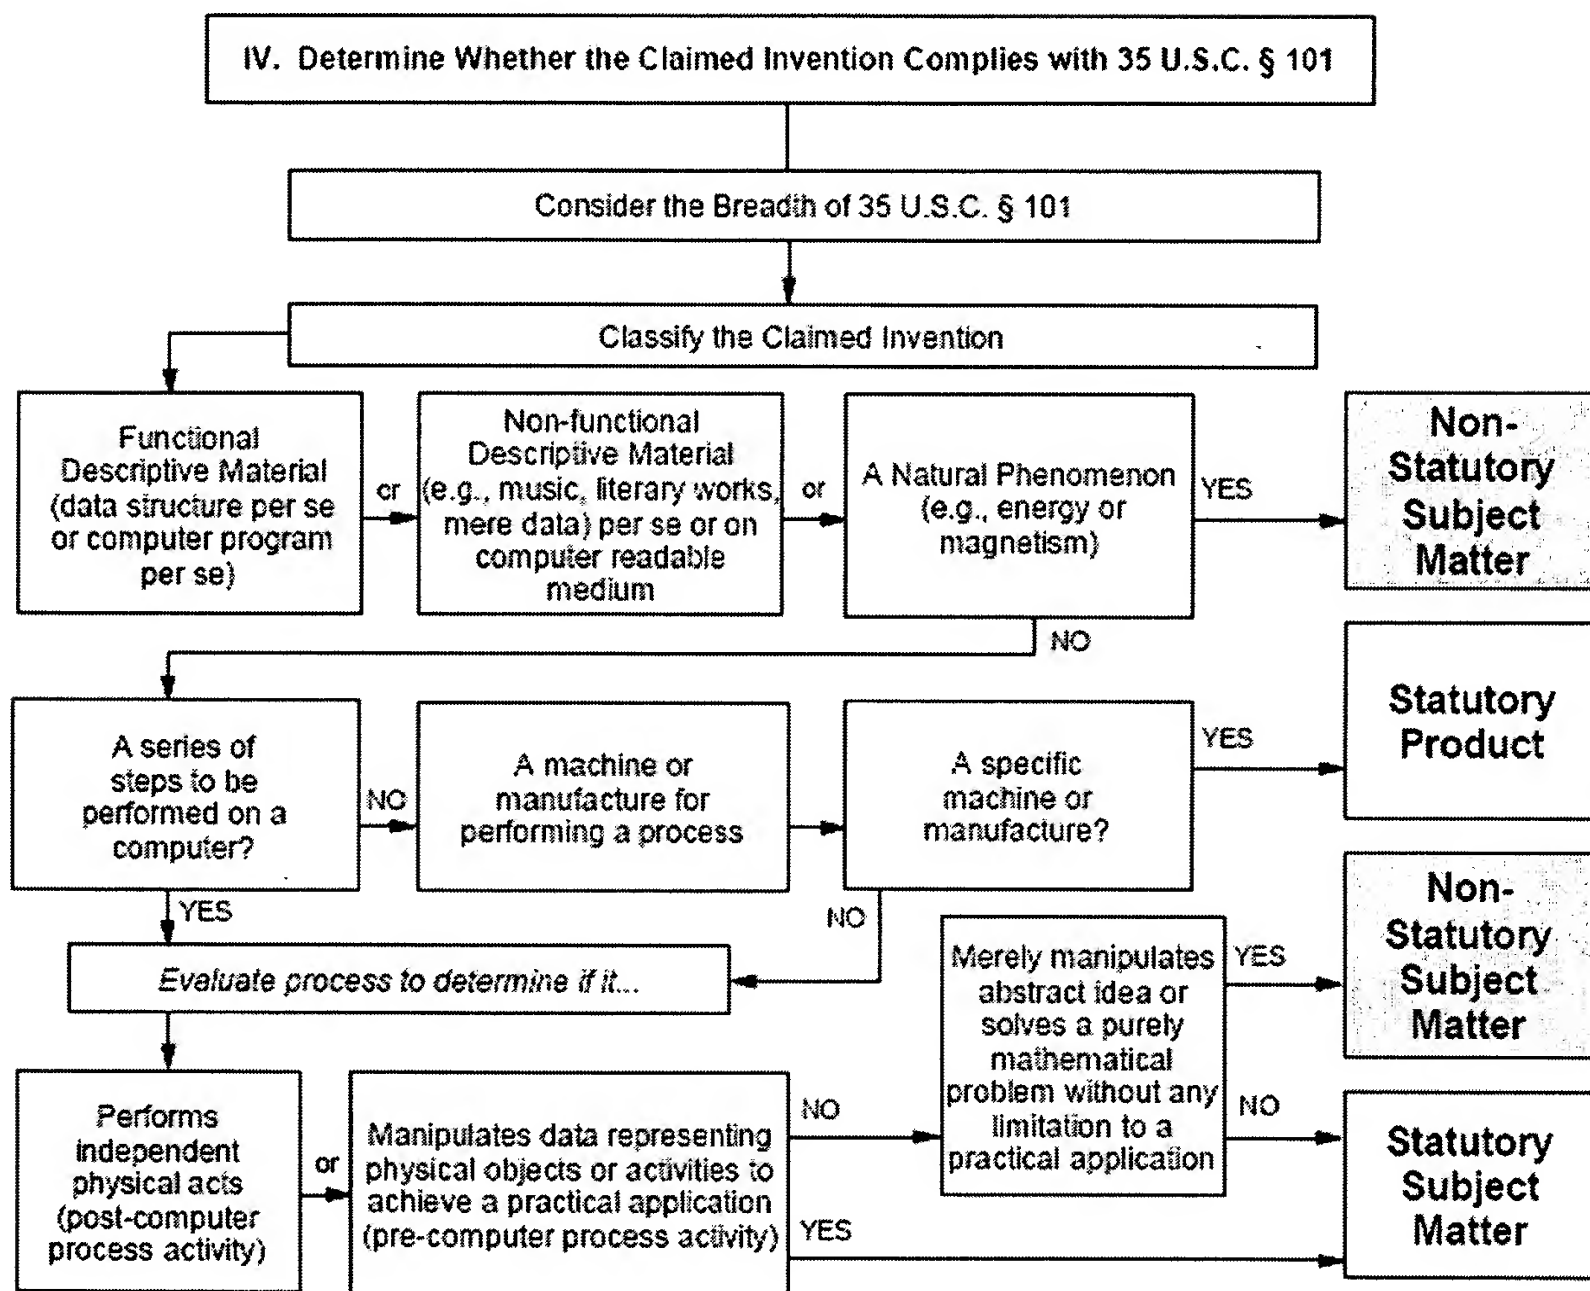 IV. Determine Whether the Claimed Invention Complies with 35 U.S.C. § 101
Consider the Breadth of 35 U.S.C. § 101
Classify the Claimed Invention
Functional
Descriptive Material
(data structure per se
or computer program
per se)
or
Non-functional
Descriptive Material
(e.g., music, literary works,
mere data) per se or on
computer readable
medium
or
A Natural Phenomenon
(e.g., energy or
magnetism)
YES
Non-
Statutory
Subject
Matter
NO
A series of
steps to be
performed on a
computer?
NO
A machine or
manufacture for
performing a process
A specific
machine or
manufacture?
YES
Statutory
Product
YES
NO
Evaluate process to determine if it...
Merely manipulates
abstract idea or
solves a purely
mathematical
problem without any
limitation to a
practical application
YES
Non-
Statutory
Subject
Matter
Performs
independent
physical acts
(post-computer
process activity)
or
Manipulates data representing
physical objects or activities to
achieve a practical application
(pre-computer process activity)
NO
YES
NO
Statutory
Subject
Matter